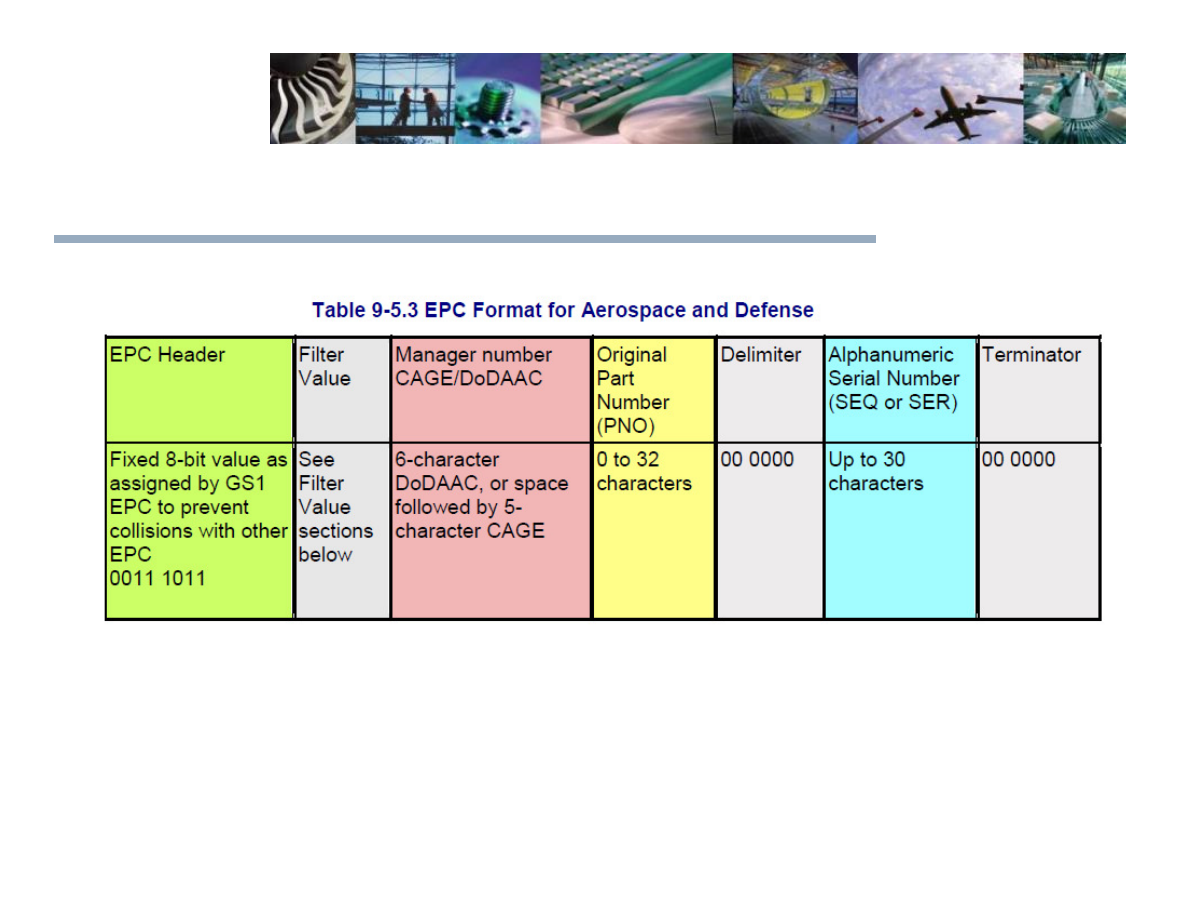 Table 9-5.3 EPC Format for Aerospace and Defense
EPC Header
Filter
Value
Manager number
CAGE/DoDAAC
Original
Part
Number
(PNO)
Delimiter
Alphanumeric
Serial Number
(SEQ or SER)
Terminator
Fixed 8-bit value as
assigned by GS1
EPC to prevent
collisions with other
EPC
0011 1011
See
Filter
Value
sections
below
6-character
DoDAAC, or space
followed by 5-
character CAGE
0 to 32
characters
00 0000
Up to 30
characters
00 0000